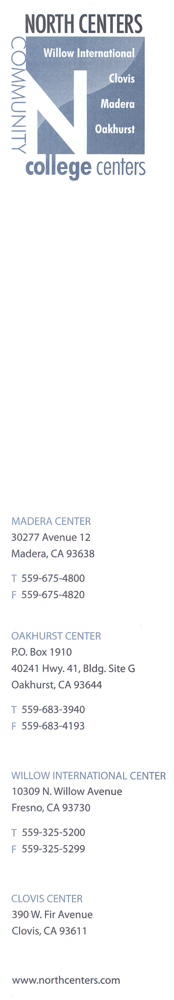 NORTH CENTERS
COMMUNITY
Willow International
Clovis
Madera
Oakhurst
N
college centers
MADERA CENTER
30277 Avenue 12
Madera, CA 93638
T 559-675-4800
F 559-675-4820
OAKHURST CENTER
P.O. Box 1910
40241 Hwy. 41, Bldg. Site G
Oakhurst, CA 93644
T 559-683-3940
F 559-683-4193
WILLOW INTERNATIONAL CENTER
10309 N. Willow Avenue
Fresno, CA 93730
T 559-325-5200
F 559-325-5299
CLOVIS CENTER
390 W. Fir Avenue
Clovis, CA 93611
www.northcenters.com